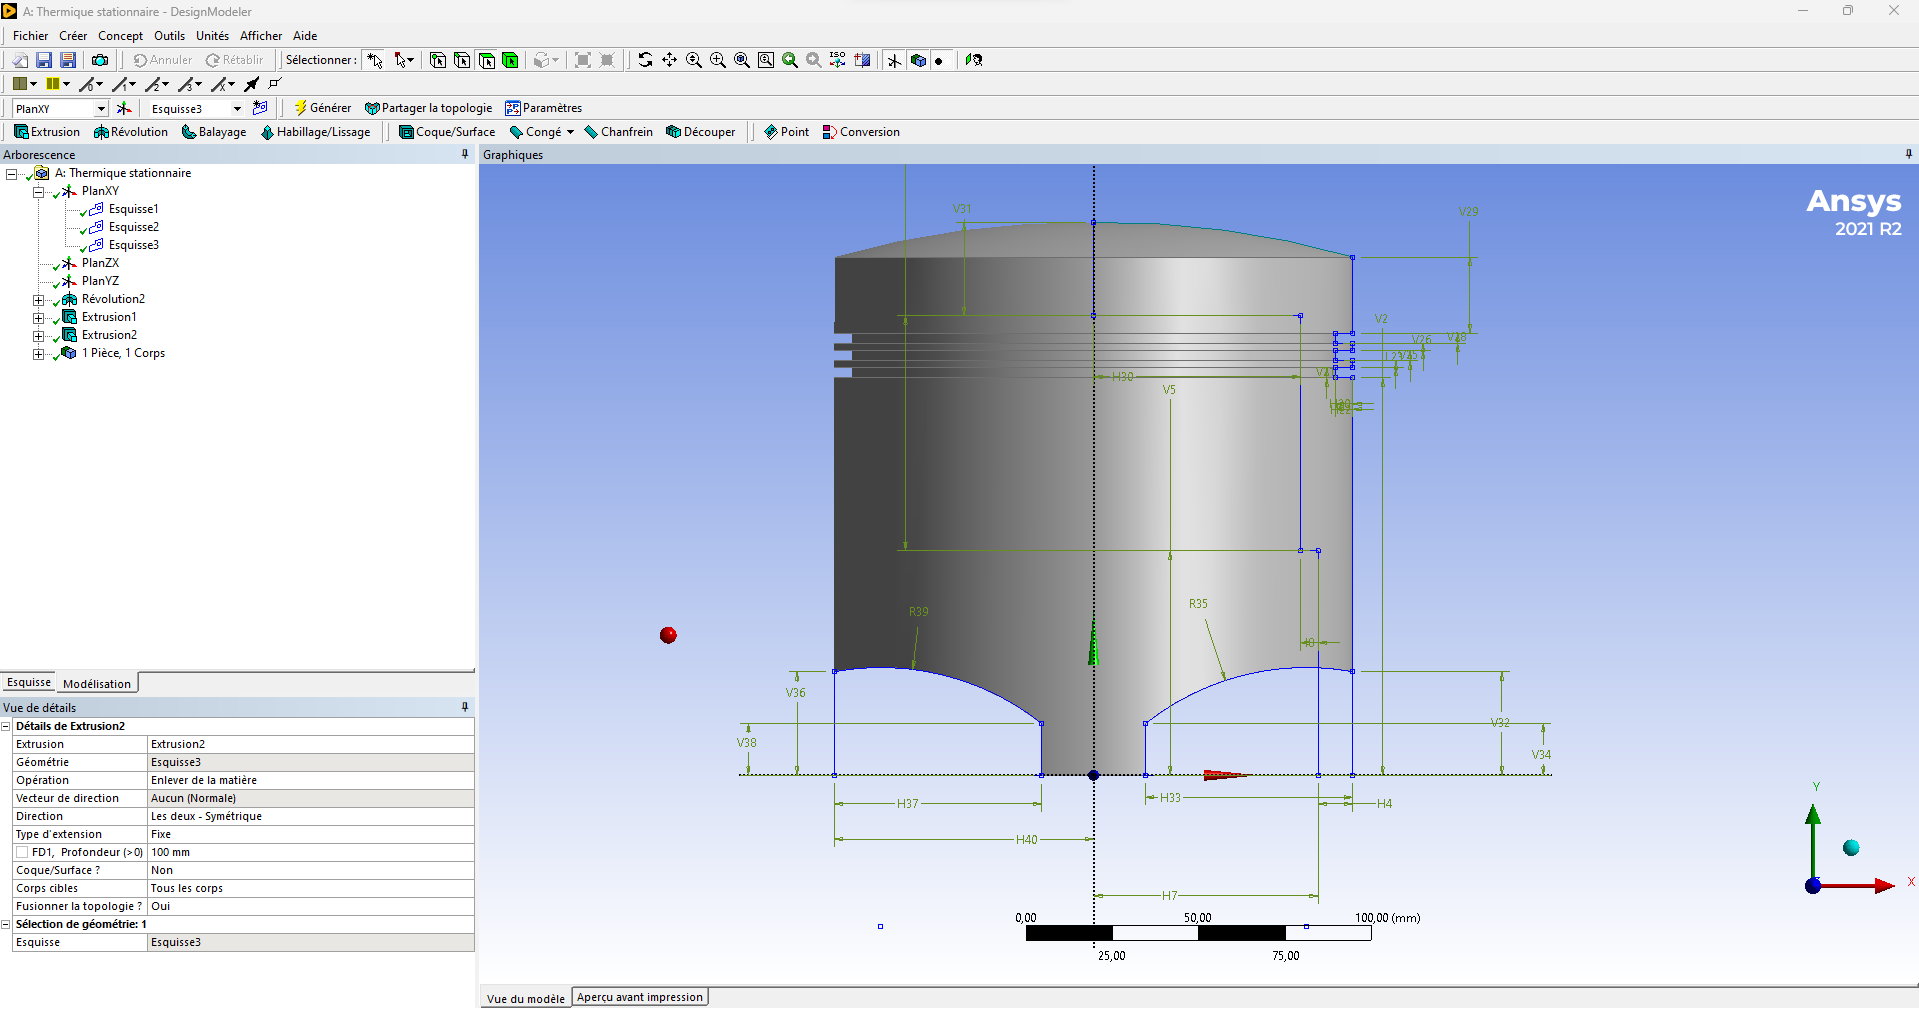 A: Thermique stationnaire - DesignModeler
Fichier Créer Concept Outils Unités Afficher Aide
Annuler Rétablir Sélectionner : ISO
PlanXY Esquisse3 Générer Partager la topologie Paramètres
Extrusion Révolution Balayage Habillage/Lissage Coque/Surface Congé Chanfrein Découper Point Conversion
Arborescence
A: Thermique stationnaire
PlanXY
Esquisse1
Esquisse2
Esquisse3
PlanZX
PlanYZ
Révolution2
Extrusion1
Extrusion2
1 Pièce, 1 Corps
Esquisse Modélisation
Vue de détails
Détails de Extrusion2
Extrusion Extrusion2
Géométrie Esquisse3
Opération Enlever de la matière
Vecteur de direction Aucun (Normale)
Direction Les deux - Symétrique
Type d'extension Fixe
FD1, Profondeur (>0) 100 mm
Coque/Surface ? Non
Corps cibles Tous les corps
Fusionner la topologie ? Oui
Sélection de géométrie: 1
Esquisse Esquisse3
Graphiques
Ansys
2021 R2
V31
V29
V2
V28
V26
H30
V5
R39
R35
V36
V32
V38
V34
H37
H33
H4
H40
H7
0,00 50,00 100,00 (mm)
25,00 75,00
Y
X
Vue du modèle Aperçu avant impression